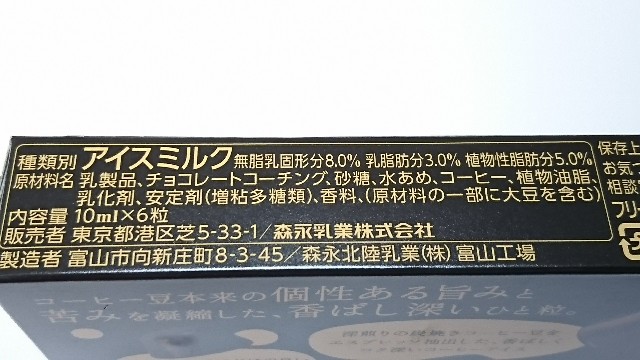 種類別 アイスミルク 無脂乳固形分8.0% 乳脂肪分3.0% 植物性脂肪分5.0%
原材料名 乳製品、チョコレートコーチング、砂糖、水あめ、コーヒー、植物油脂、
乳化剤、安定剤(増粘多糖類)、香料、(原材料の一部に大豆を含む)
内容量 10ml×6粒
販売者 東京都港区芝5-33-1/森永乳業株式会社
製造者 富山市向新庄町8-3-45/森永北陸乳業(株) 富山工場
保存上
お気づ
相談
フリー
コーヒー豆本来の個性ある旨みと
苦みを凝縮した、香ばし深いひと粒。